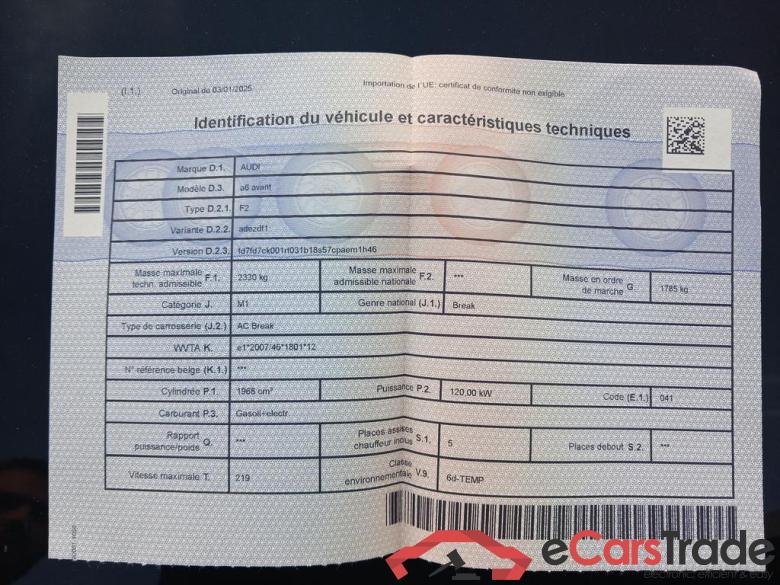 (I.1.) Original de 03/01/2025 Importation de l'UE: certificat de conformité non exigible
Identification du véhicule et caractéristiques techniques
Marque D.1. AUDI
Modèle D.3. a6 avant
Type D.2.1. F2
Variante D.2.2. adezdf1
Version D.2.3. fd7fd7ck001rt031b18s57cpaem1h46
Masse maximale techn. admissible F.1. 2330 kg Masse maximale admissible nationale F.2. *** Masse en ordre de marche G. 1785 kg
Catégorie J. M1 Genre national (J.1.) Break
Type de carrosserie (J.2.) AC Break
WVTA K. e1*2007/46*1801*12
N° référence belge (K.1.) ***
Cylindrée P.1. 1968 cm³ Puissance P.2. 120,00 kW Code (E.1.) 041
Carburant P.3. Gasoil+electr.
Rapport puissance/poids Q. *** Places assises chauffeur inclus S.1. 5 Places debout S.2. ***
Vitesse maximale T. 219 Classe environnementale V.9. 6d-TEMP
eCarsTrade
electronic, efficient & easy